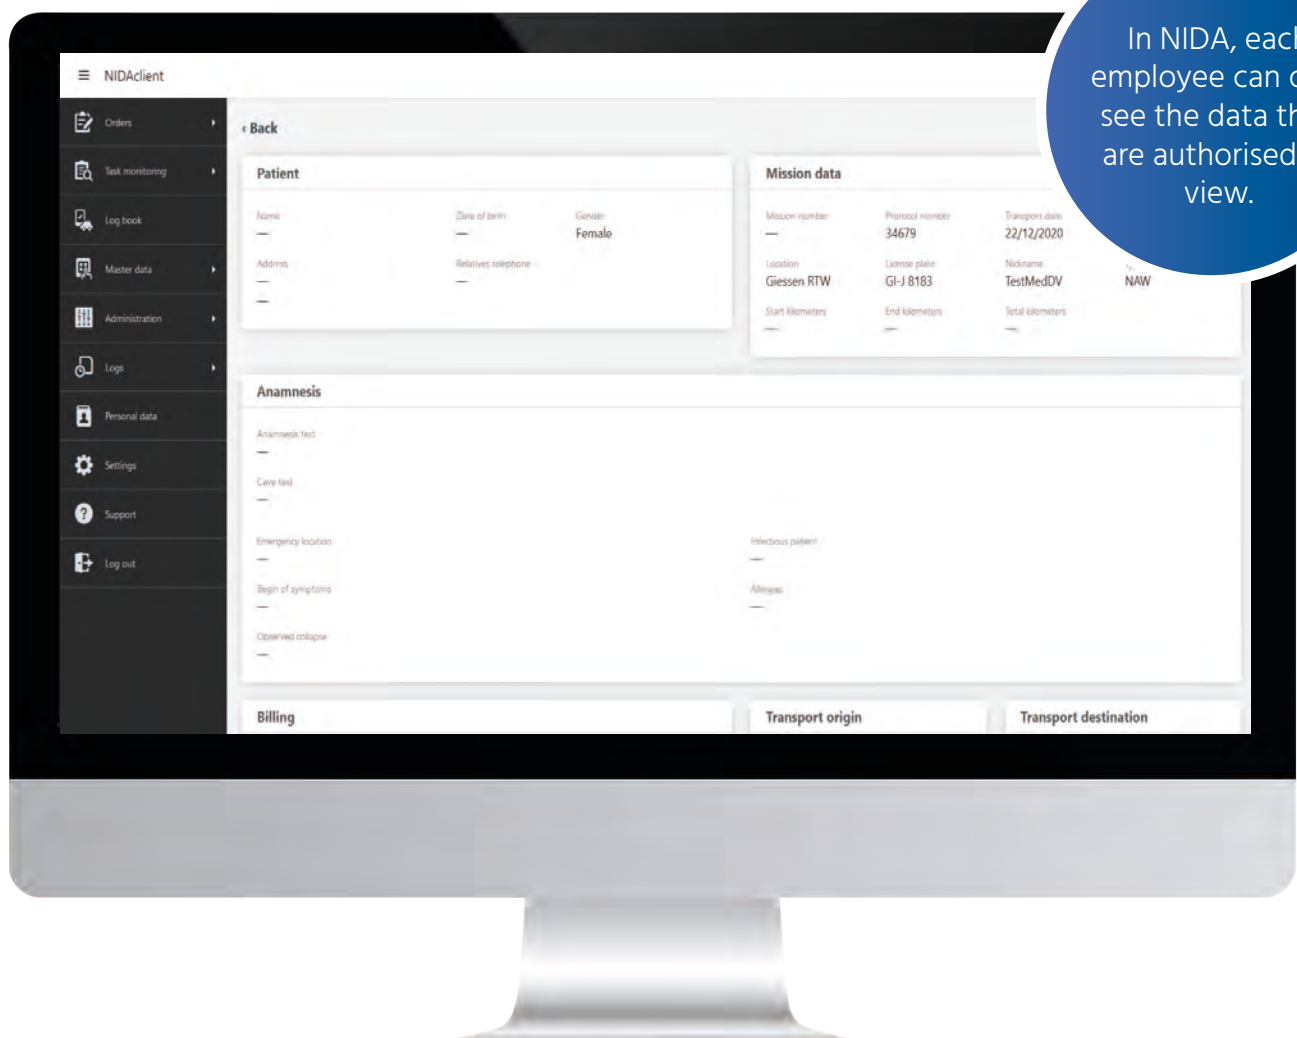 In NIDA, each
employee can o
see the data th
are authorised
view.
NIDAclient
Orders
Task monitoring
Log book
Master data
Administration
Logs
Personal data
Settings
Support
Log out
‹ Back
Patient
Name
—
Date of birth
—
Gender
Female
Address
—
—
Relatives telephone
—
Mission data
Mission number
—
Protocol number
34679
Transport date
22/12/2020
Location
Giessen RTW
License plate
GI-J 8183
Nickname
TestMedDV
NAW
Start kilometers
—
End kilometers
—
Total kilometers
—
Anamnesis
Anamnesis text
—
Cave text
—
Emergency location
—
Infectious patient
—
Begin of symptoms
—
Allergies
—
Observed collapse
—
Billing
Transport origin
Transport destination